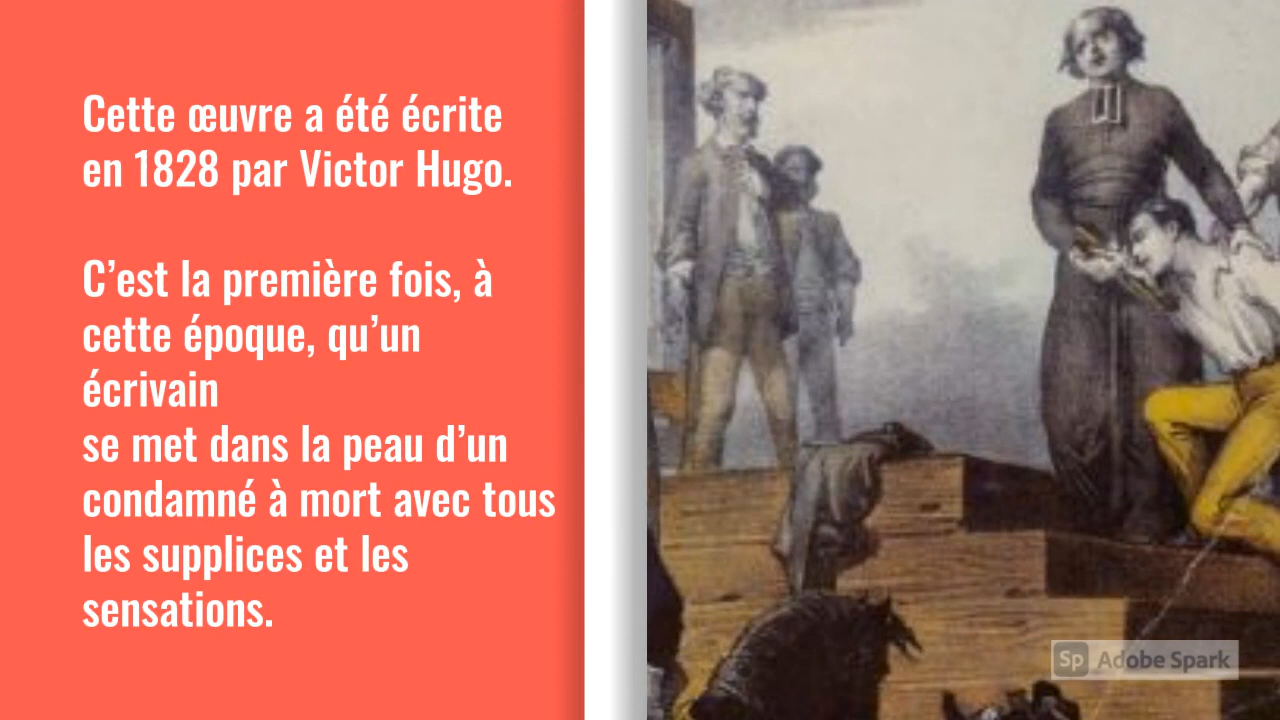 Cette œuvre a été écrite
en 1828 par Victor Hugo.
C’est la première fois, à
cette époque, qu’un
écrivain
se met dans la peau d’un
condamné à mort avec tous
les supplices et les
sensations.
Sp Adobe Spark